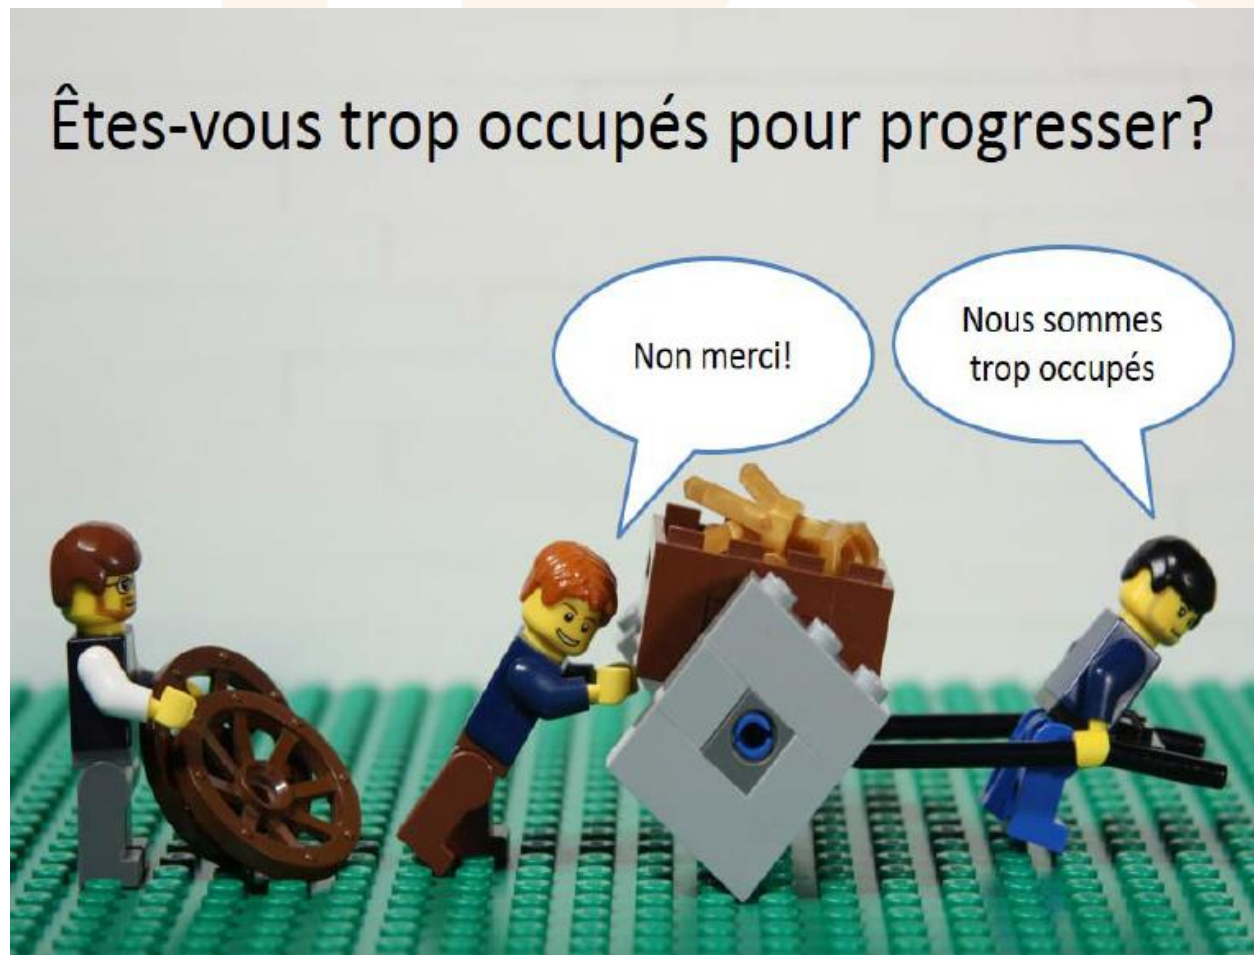 Êtes-vous trop occupés pour progresser?
Non merci!
Nous sommes
trop occupés